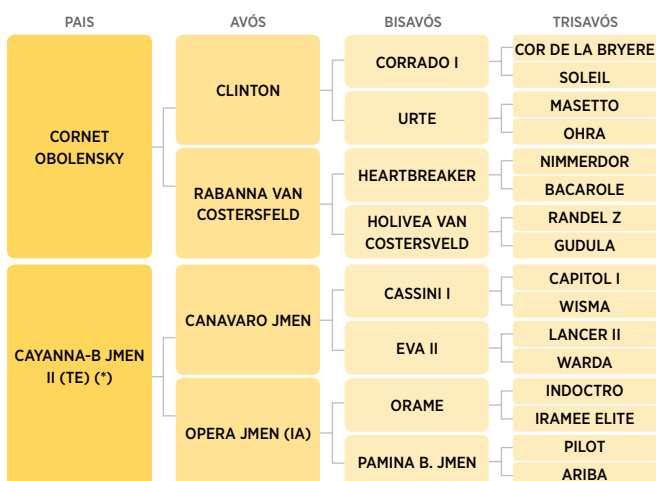 PAIS
AVÓS
BISAVÓS
TRISAVÓS
CORNET
OBOLENSKY
CLINTON
CORRADO I
COR DE LA BRYERE
SOLEIL
URTE
MASETTO
OHRA
RABANNA VAN
COSTERSFELD
HEARTBREAKER
NIMMERDOR
BACAROLE
HOLIVEA VAN
COSTERSVELD
RANDEL Z
GUDULA
CAYANNA-B JMEN
II (TE) (*)
CANAVARO JMEN
CASSINI I
CAPITOL I
WISMA
EVA II
LANCER II
WARDA
OPERA JMEN (IA)
ORAME
INDOCTRO
IRAMEE ELITE
PAMINA B. JMEN
PILOT
ARIBA